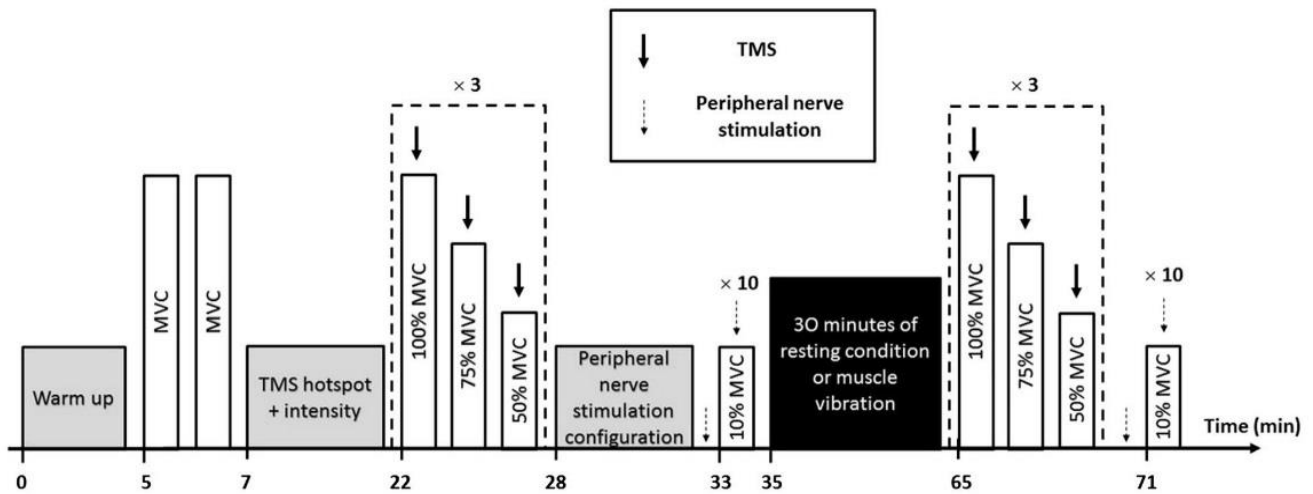 TMS
Peripheral nerve
stimulation
× 3
× 3
100% MVC
75% MVC
50% MVC
MVC
MVC
× 10
10% MVC
100% MVC
75% MVC
50% MVC
× 10
10% MVC
Warm up
TMS hotspot
+ intensity
Peripheral
nerve
stimulation
configuration
3O minutes of
resting condition
or muscle
vibration
Time (min)
0
5
7
22
28
33
35
65
71